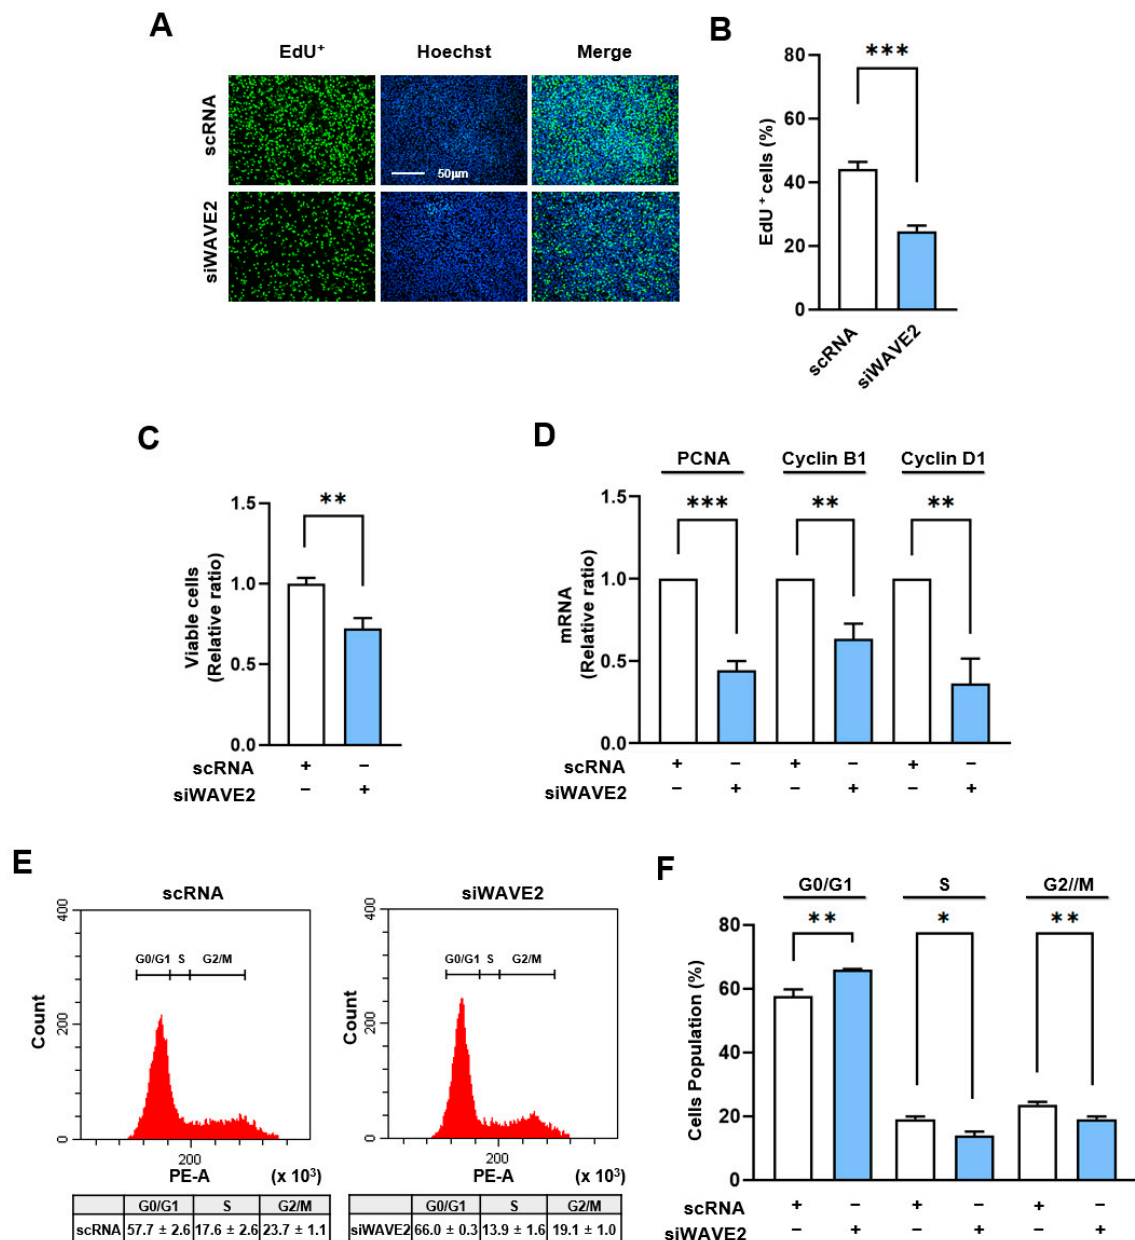 A
EdU⁺ Hoechst Merge
scRNA
50μm
siWAVE2
B
***
80
60
40
20
0
EdU ⁺ cells (%)
scRNA
siWAVE2
C
**
1.5
1.0
0.5
0.0
Viable cells
(Relative ratio)
scRNA + −
siWAVE2 − +
D
PCNA Cyclin B1 Cyclin D1
*** ** **
1.5
1.0
0.5
0.0
mRNA
(Relative ratio)
scRNA + − + − + −
siWAVE2 − + − + − +
E
scRNA
400
200
0
Count
G0/G1 S G2/M
200
PE-A (x 10³)
G0/G1 S G2/M
scRNA 57.7 ± 2.6 17.6 ± 2.6 23.7 ± 1.1
siWAVE2
400
200
0
Count
G0/G1 S G2/M
200
PE-A (x 10³)
G0/G1 S G2/M
siWAVE2 66.0 ± 0.3 13.9 ± 1.6 19.1 ± 1.0
F
G0/G1 S G2//M
** * **
80
60
40
20
0
Cells Population (%)
scRNA + − + − + −
siWAVE2 − + − + − +